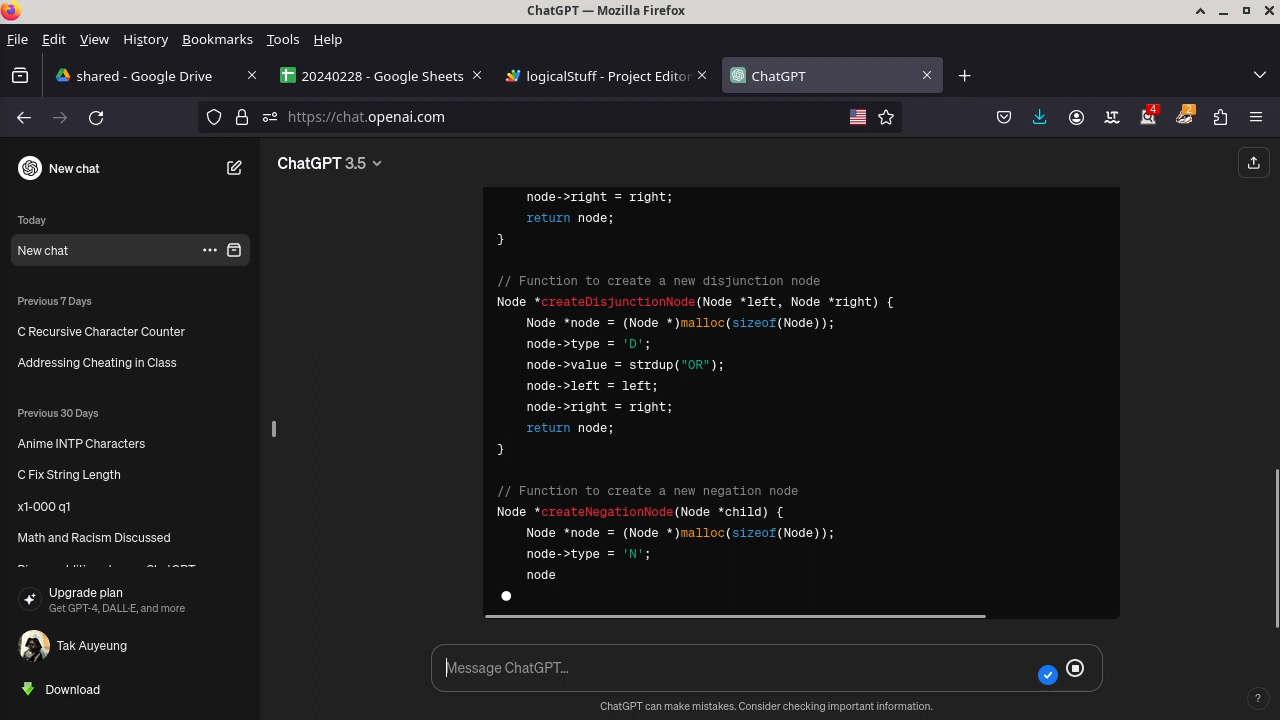 ChatGPT — Mozilla Firefox
File Edit View History Bookmarks Tools Help
shared - Google Drive
20240228 - Google Sheets
logicalStuff - Project Editor
ChatGPT
https://chat.openai.com
4
2
New chat
ChatGPT 3.5
Today
New chat
Previous 7 Days
C Recursive Character Counter
Addressing Cheating in Class
Previous 30 Days
Anime INTP Characters
C Fix String Length
x1-000 q1
Math and Racism Discussed
Upgrade plan
Get GPT-4, DALL·E, and more
Tak Auyeung
Download
node->right = right;
return node;
}
// Function to create a new disjunction node
Node *createDisjunctionNode(Node *left, Node *right) {
Node *node = (Node *)malloc(sizeof(Node));
node->type = 'D';
node->value = strdup("OR");
node->left = left;
node->right = right;
return node;
}
// Function to create a new negation node
Node *createNegationNode(Node *child) {
Node *node = (Node *)malloc(sizeof(Node));
node->type = 'N';
node
Message ChatGPT…
ChatGPT can make mistakes. Consider checking important information.
?